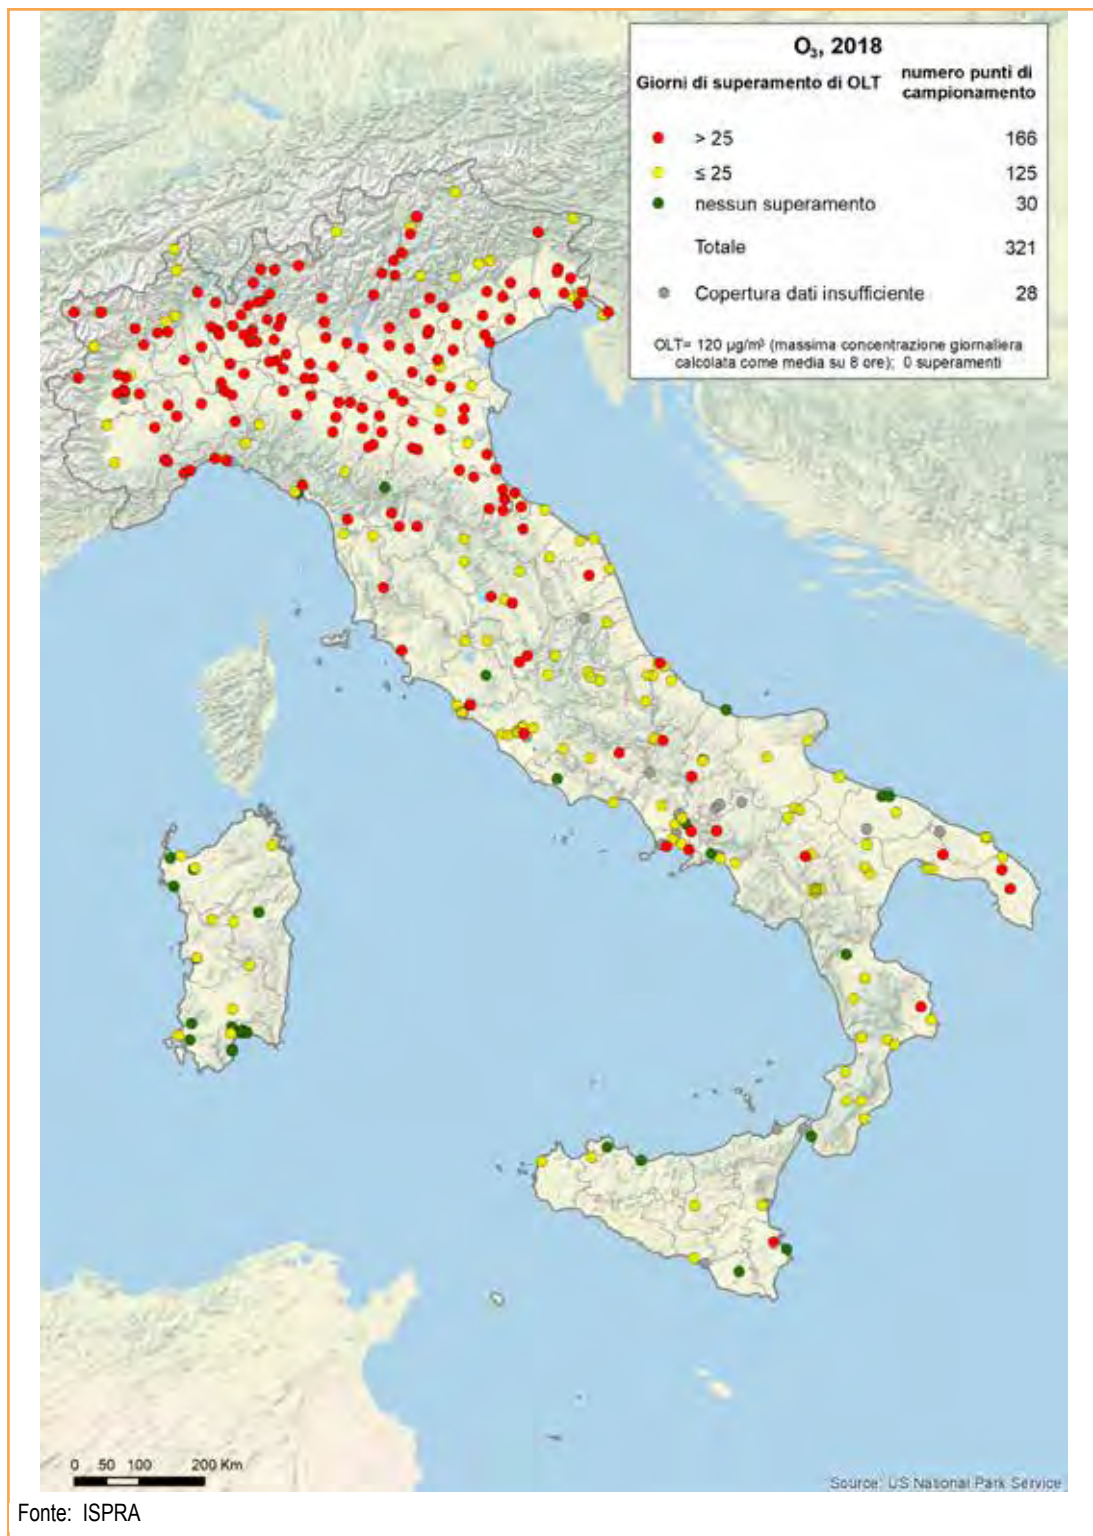 O3, 2018
Giorni di superamento di OLT
numero punti di
campionamento
> 25 166
≤ 25 125
nessun superamento 30
Totale 321
Copertura dati insufficiente 28
OLT= 120 µg/m³ (massima concentrazione giornaliera
calcolata come media su 8 ore); 0 superamenti
0 50 100 200 Km
Source: US National Park Service
Fonte: ISPRA